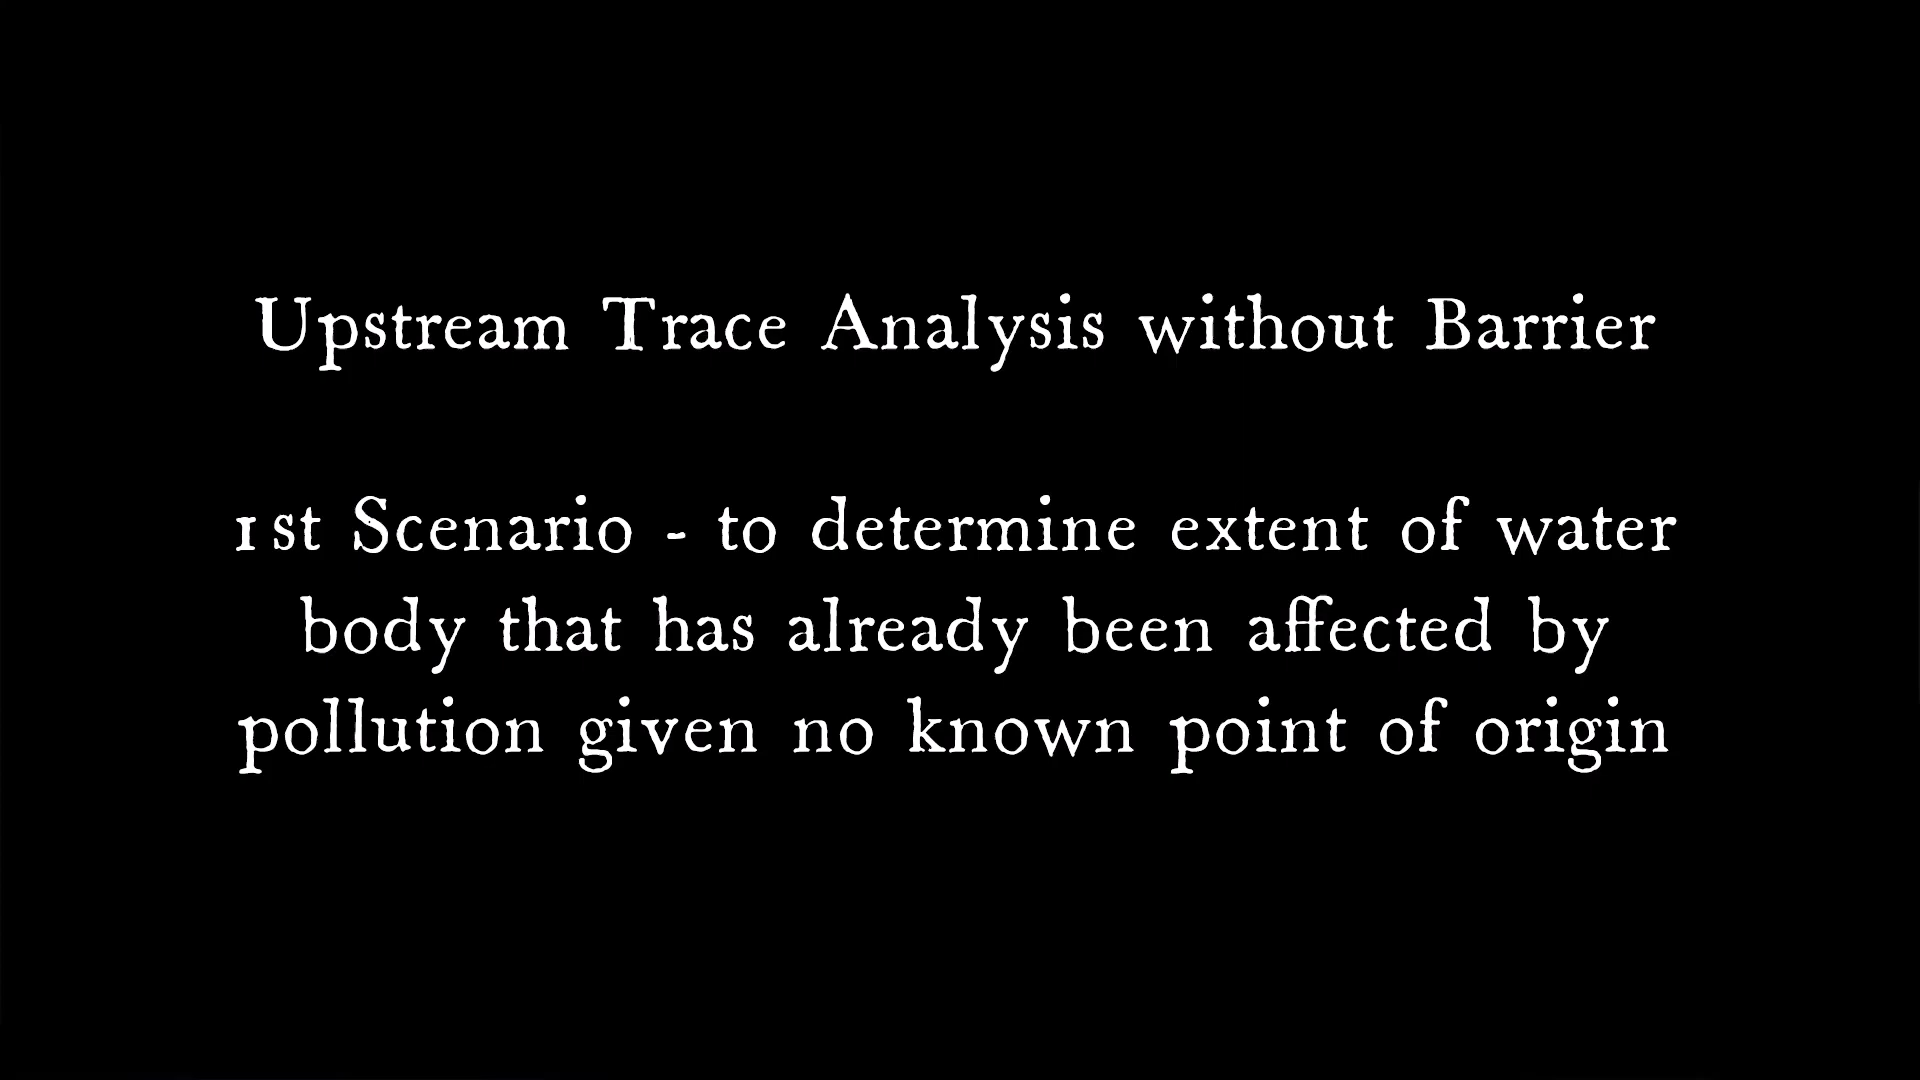 Upstream Trace Analysis without Barrier
1st Scenario - to determine extent of water
body that has already been affected by
pollution given no known point of origin